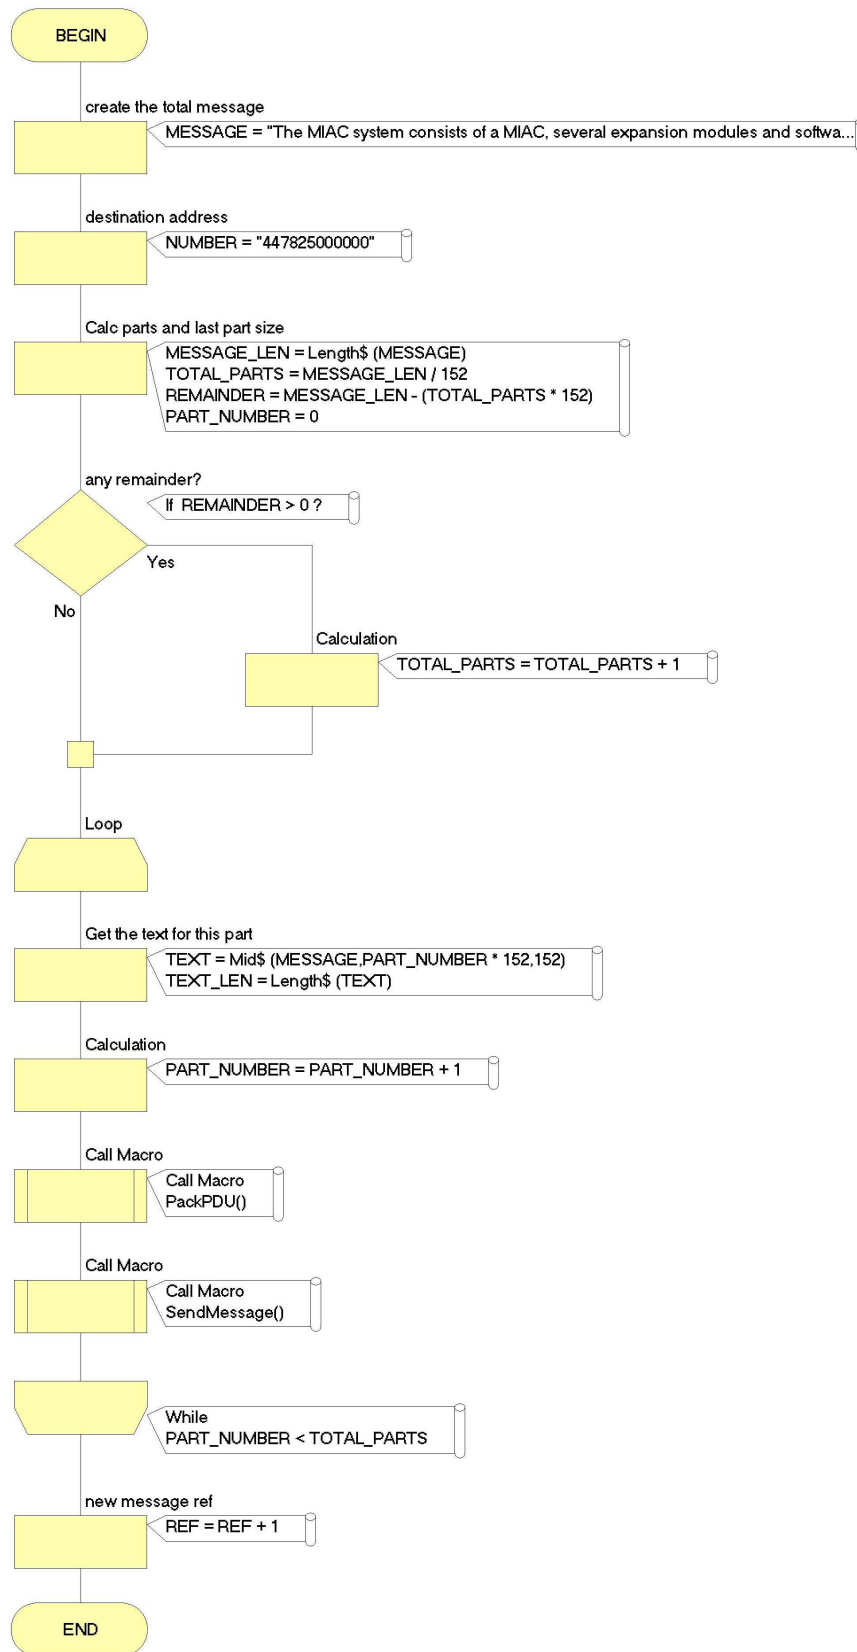 BEGIN
create the total message
MESSAGE = "The MIAC system consists of a MIAC, several expansion modules and softwa...
destination address
NUMBER = "447825000000"
Calc parts and last part size
MESSAGE_LEN = Length$ (MESSAGE)
TOTAL_PARTS = MESSAGE_LEN / 152
REMAINDER = MESSAGE_LEN - (TOTAL_PARTS * 152)
PART_NUMBER = 0
any remainder?
If  REMAINDER > 0 ?
Yes
No
Calculation
TOTAL_PARTS = TOTAL_PARTS + 1
Loop
Get the text for this part
TEXT = Mid$ (MESSAGE,PART_NUMBER * 152,152)
TEXT_LEN = Length$ (TEXT)
Calculation
PART_NUMBER = PART_NUMBER + 1
Call Macro
Call Macro
PackPDU()
Call Macro
Call Macro
SendMessage()
While
PART_NUMBER < TOTAL_PARTS
new message ref
REF = REF + 1
END